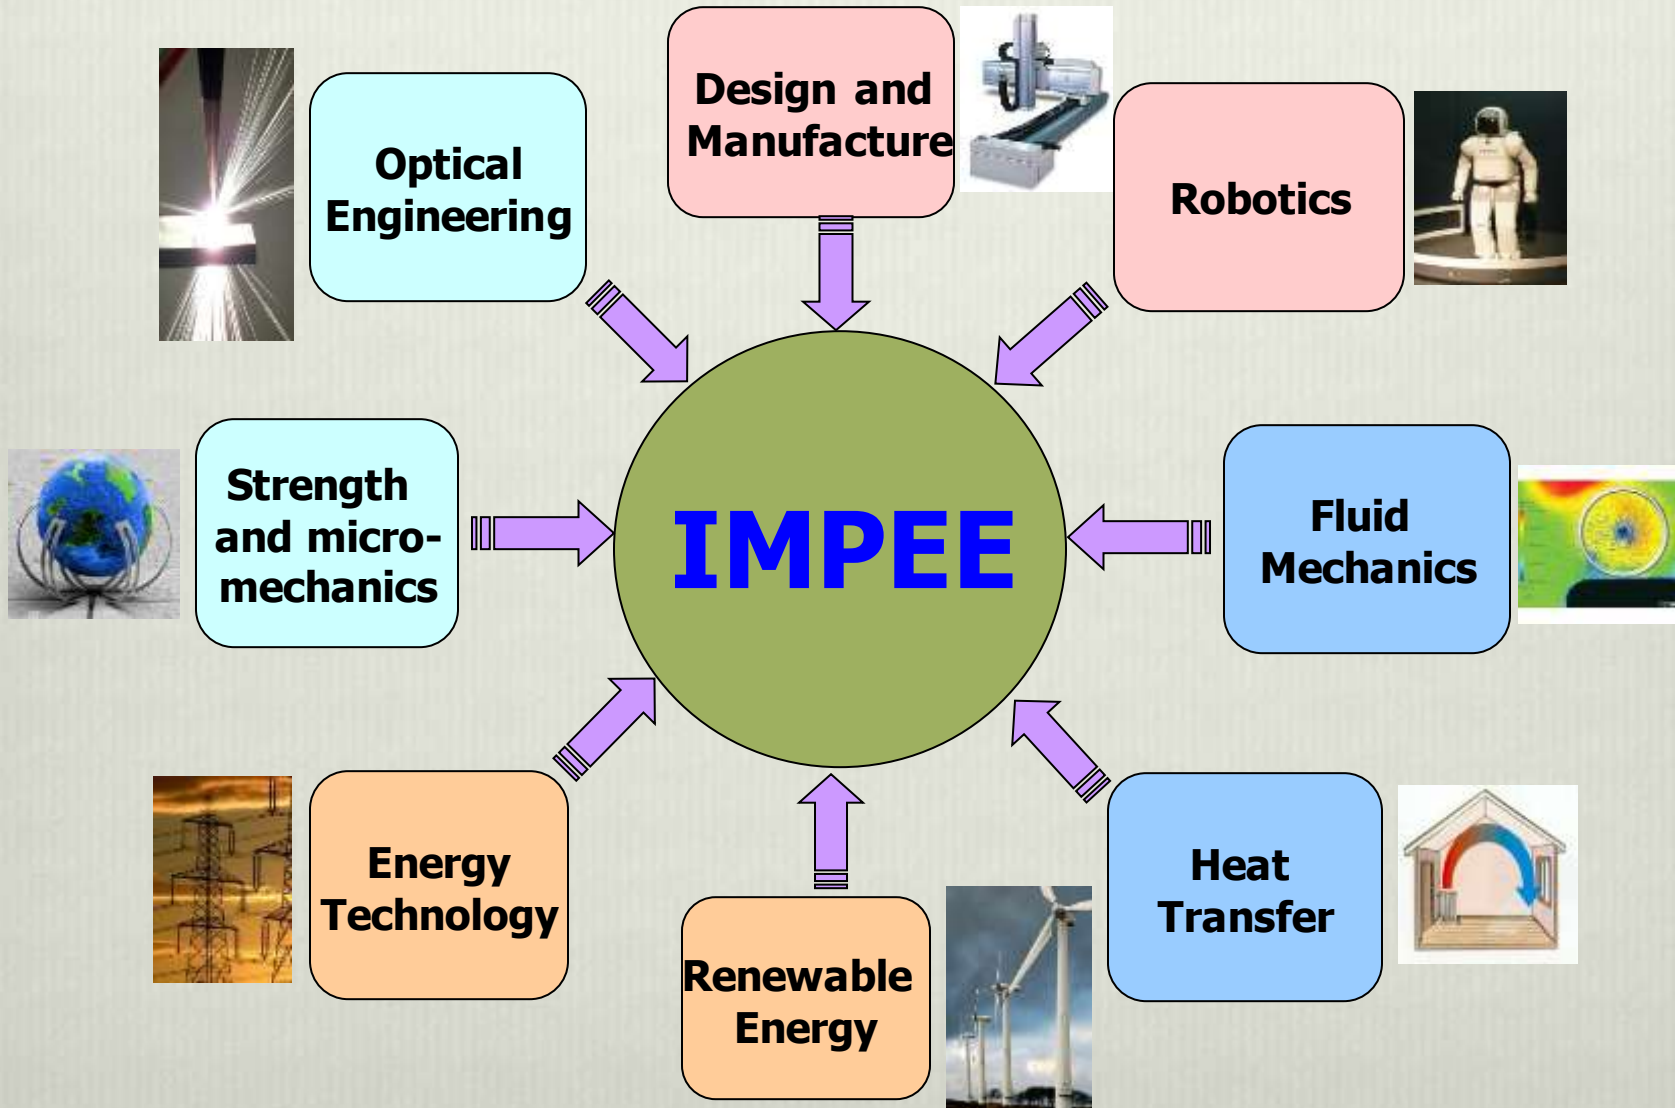 Design and
Manufacture
Optical
Engineering
Robotics
Strength
and micro-
mechanics
IMPEE
Fluid
Mechanics
Energy
Technology
Heat
Transfer
Renewable
Energy